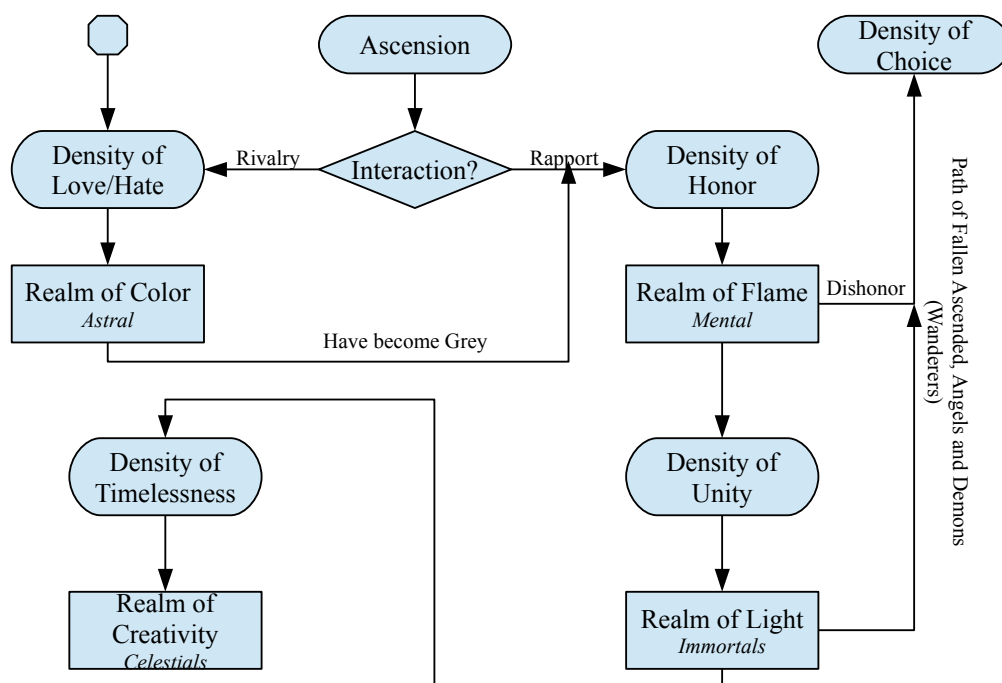 Ascension
Density of
Choice
Density of
Love/Hate
Rivalry
Interaction?
Rapport
Density of
Honor
Realm of Color
Astral
Realm of Flame
Mental
Dishonor
Path of Fallen Ascended, Angels and Demons
(Wanderers)
Have become Grey
Density of
Timelessness
Density of
Unity
Realm of
Creativity
Celestials
Realm of Light
Immortals